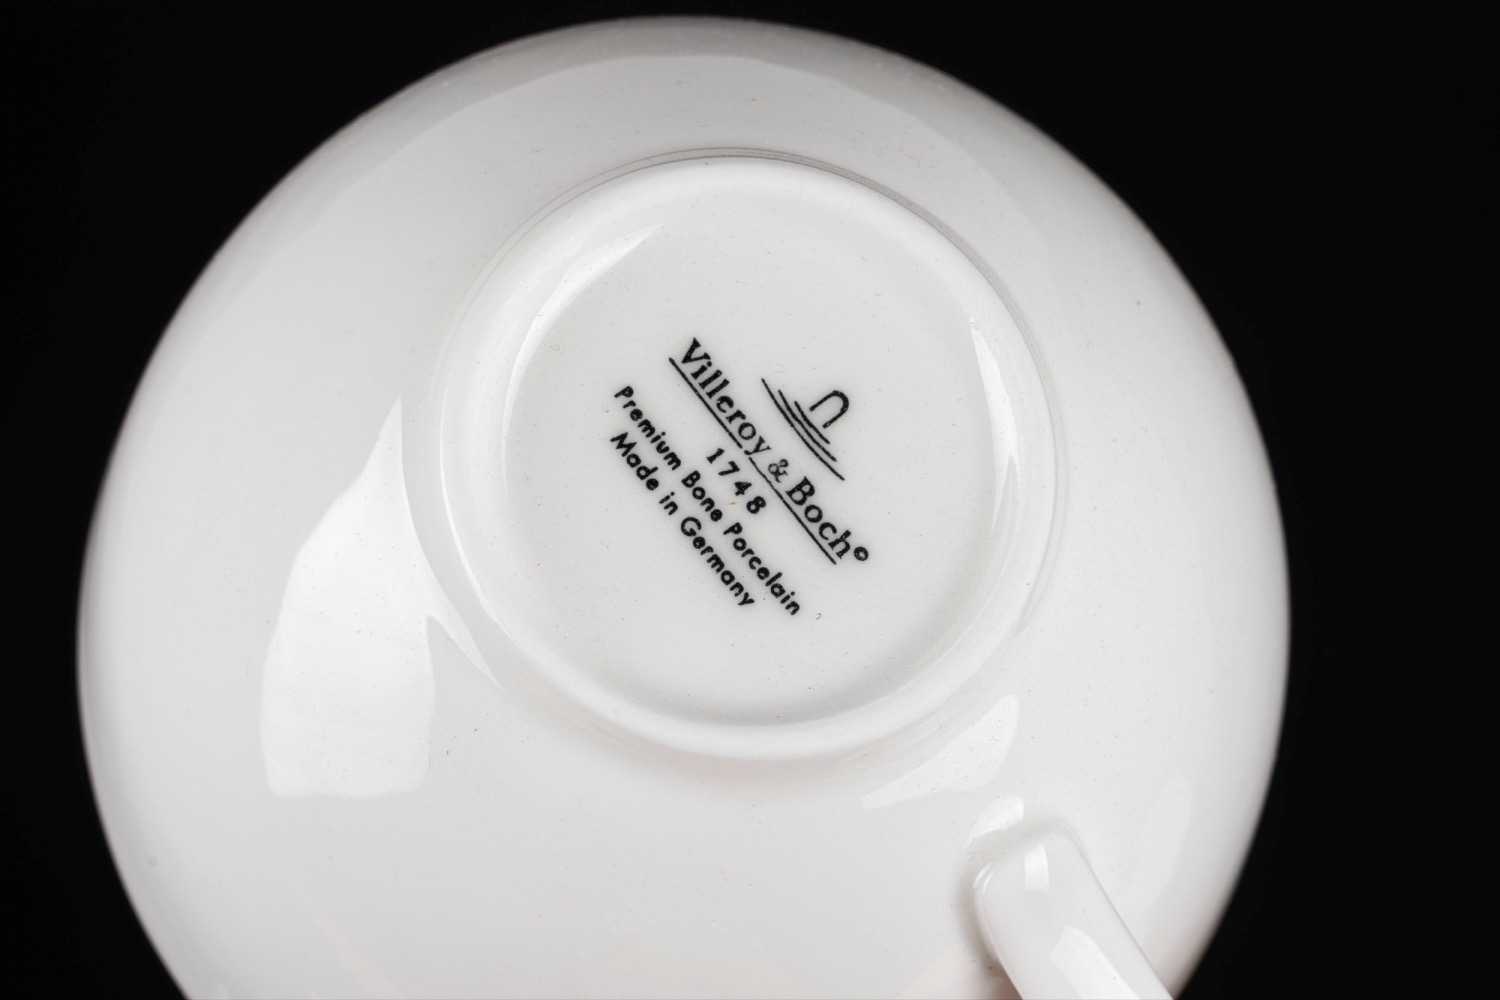 Villeroy & Boch®
1748
Premium Bone Porcelain
Made in Germany